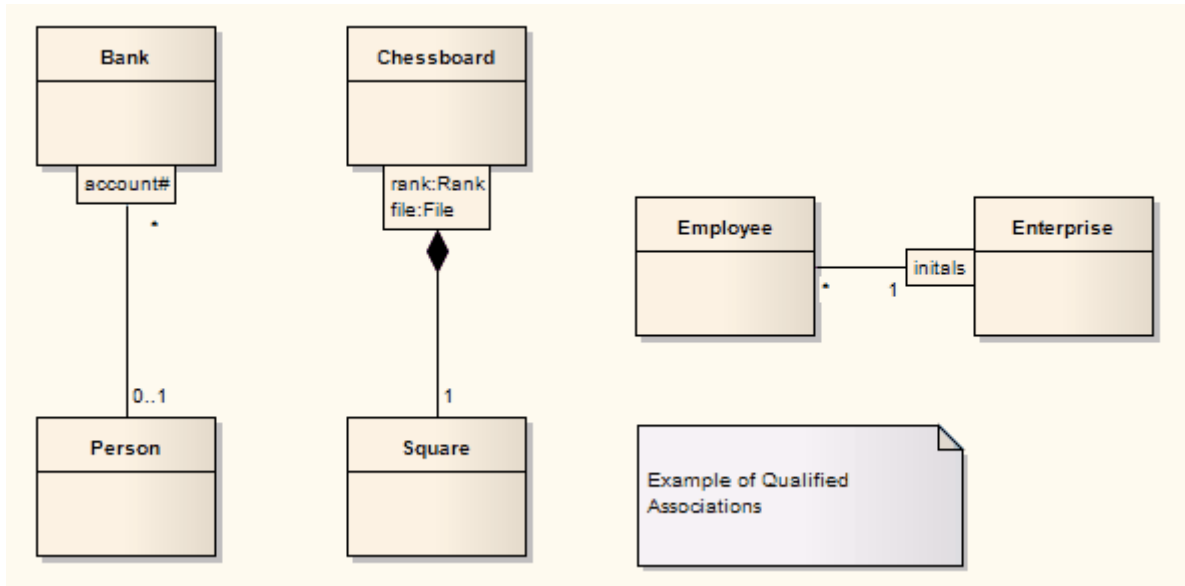 Bank
account#
*
0..1
Person
Chessboard
rank:Rank
file:File
1
Square
Employee
*
1
initals
Enterprise
Example of Qualified
Associations